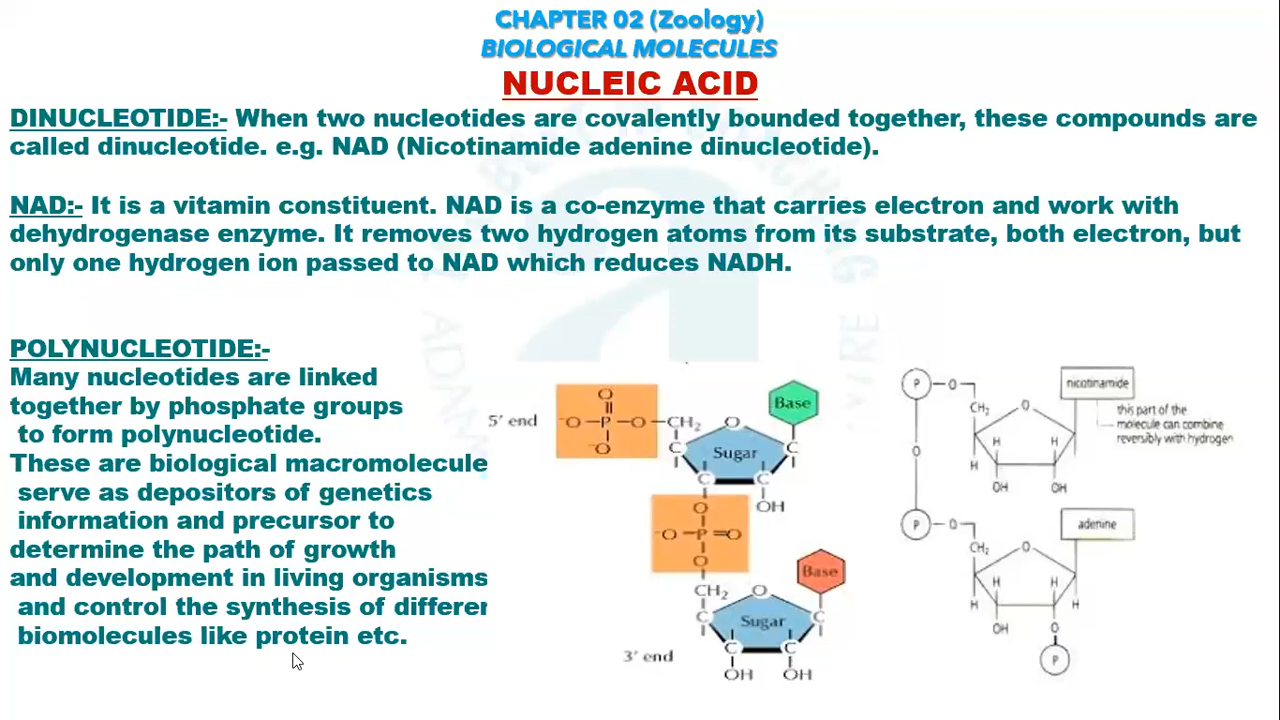 CHAPTER 02 (Zoology)
BIOLOGICAL MOLECULES
NUCLEIC ACID
DINUCLEOTIDE:- When two nucleotides are covalently bounded together, these compounds are
called dinucleotide. e.g. NAD (Nicotinamide adenine dinucleotide).
NAD:- It is a vitamin constituent. NAD is a co-enzyme that carries electron and work with
dehydrogenase enzyme. It removes two hydrogen atoms from its substrate, both electron, but
only one hydrogen ion passed to NAD which reduces NADH.
POLYNUCLEOTIDE:-
Many nucleotides are linked
together by phosphate groups
to form polynucleotide.
These are biological macromolecule
serve as depositors of genetics
information and precursor to
determine the path of growth
and development in living organisms
and control the synthesis of differen
biomolecules like protein etc.
5' end
O
⁻O–P–O–CH₂
⁻O
O
Base
Sugar
C
C
C
C
O
OH
⁻O–P=O
O
Base
CH₂
O
Sugar
C
C
C
C
3' end
OH
OH
P
O
CH₂
O
nicotinamide
this part of the
molecule can combine
reversibly with hydrogen
H
H
H
OH
OH
O
P
O
adenine
CH₂
O
H
H
H
H
OH
O
P